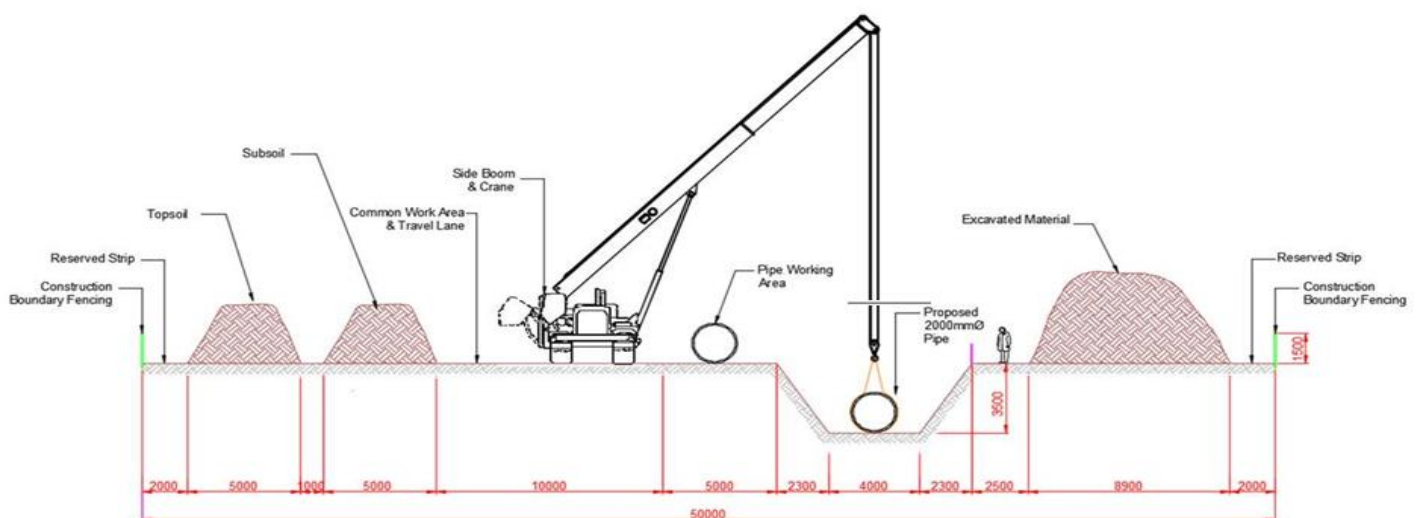 Subsoil
Topsoil
Reserved Strip
Construction
Boundary Fencing
Side Boom
& Crane
Common Work Area
& Travel Lane
Pipe Working
Area
Proposed
2000mmØ
Pipe
Excavated Material
Reserved Strip
Construction
Boundary Fencing
1500
3500
2000 5000 1000 5000 10000 5000 2300 4000 2300 2500 8900 2000
50000